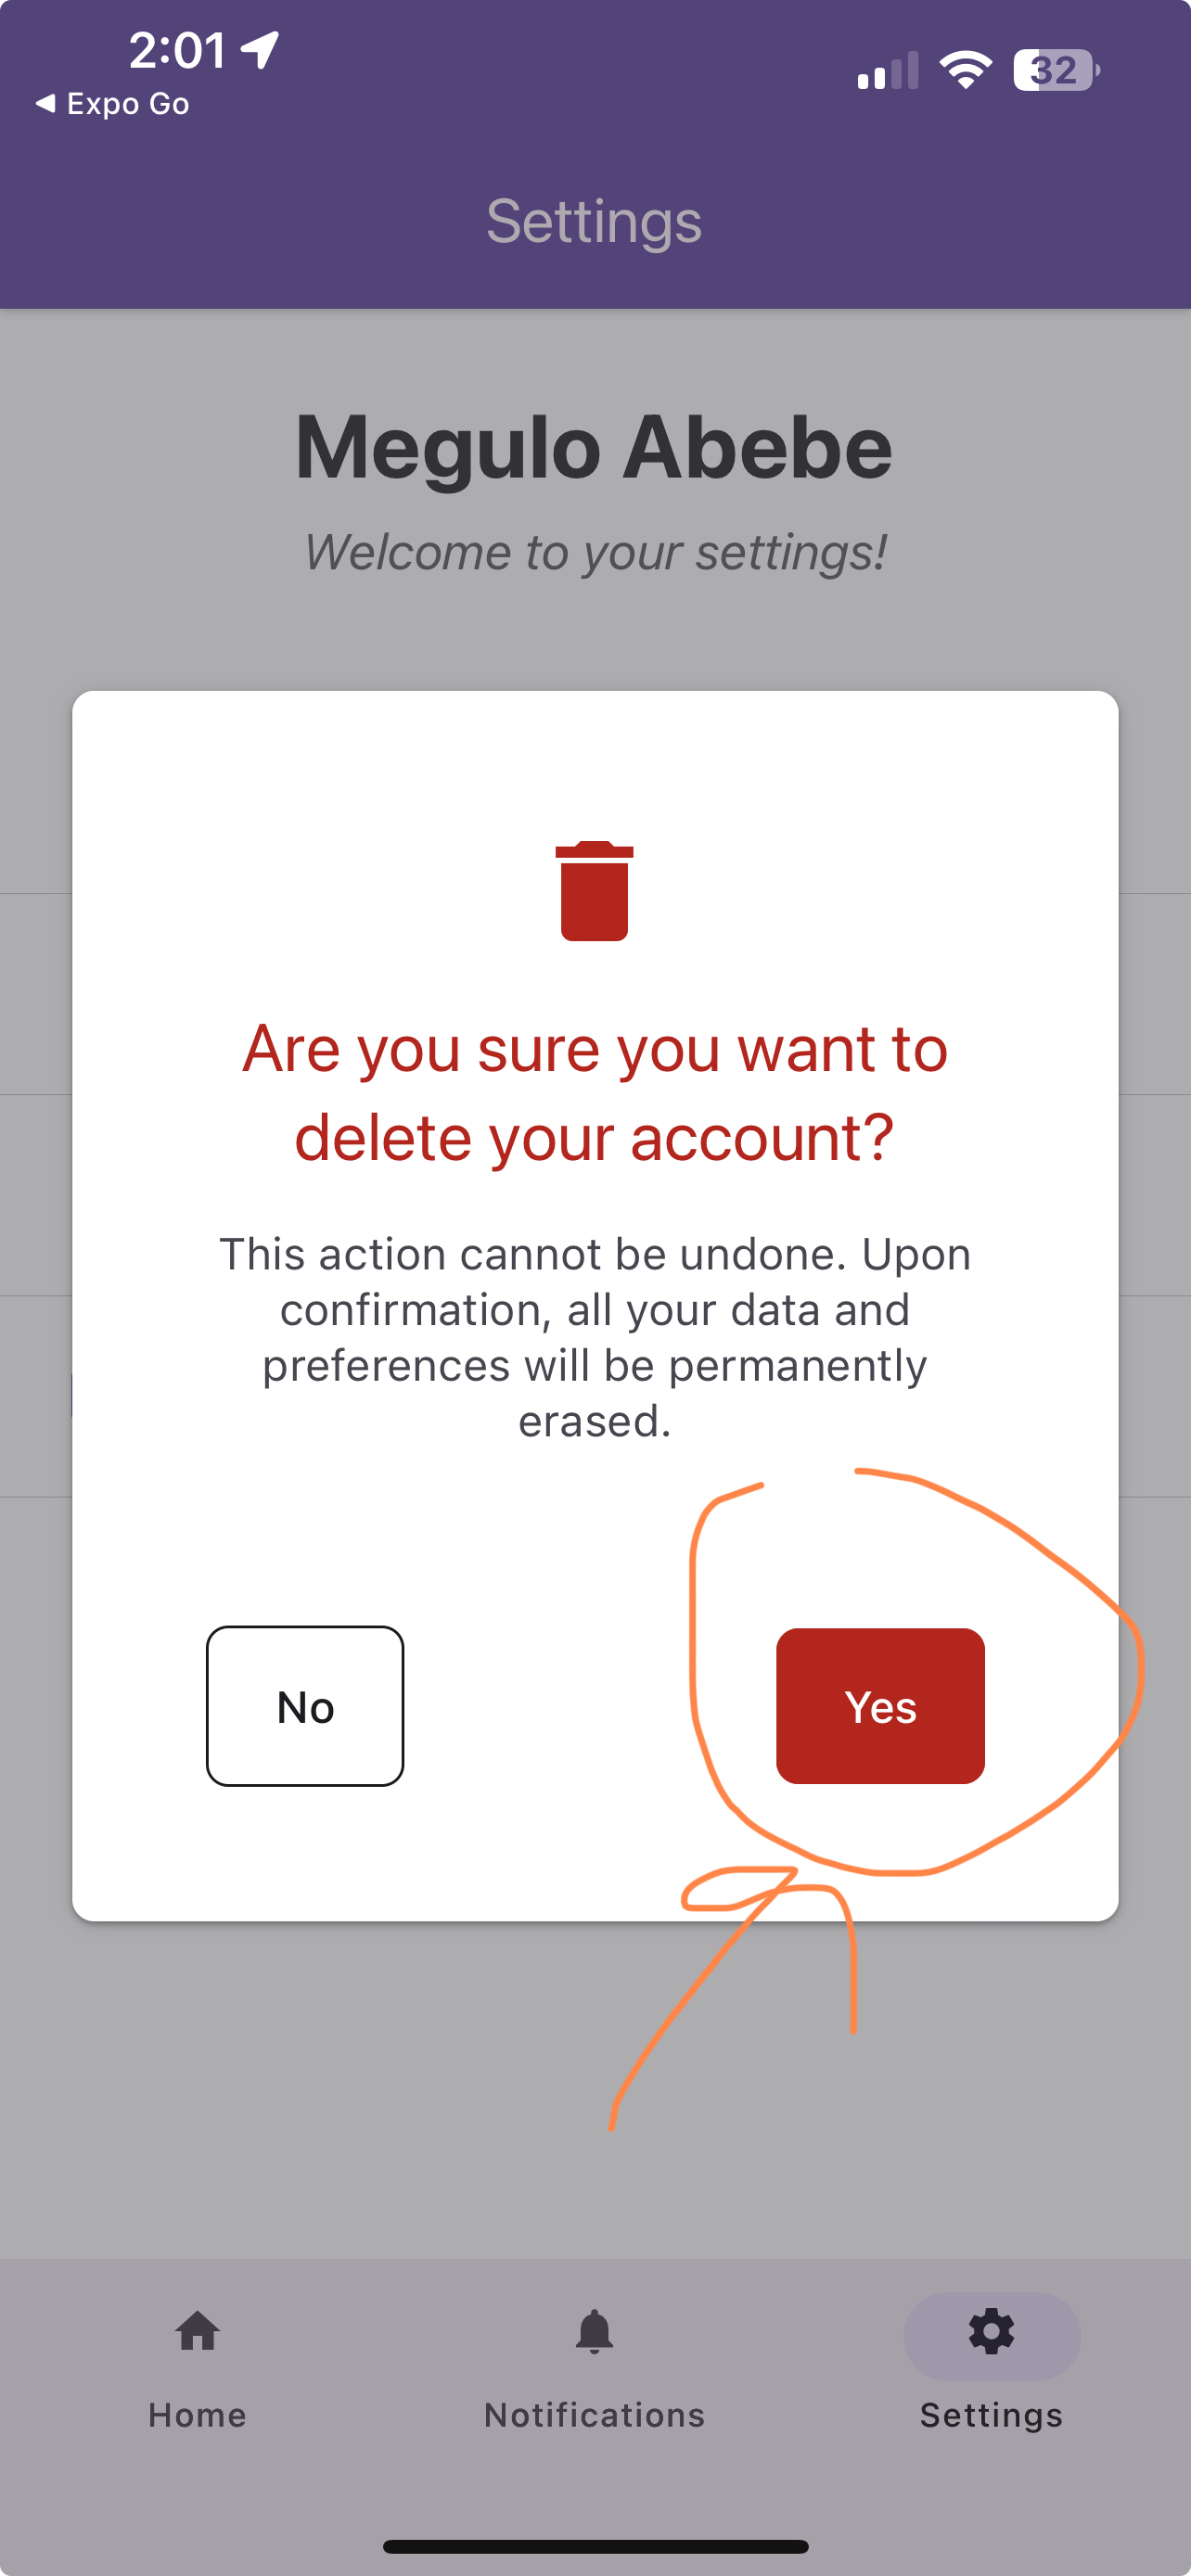 2:01
32
Expo Go
Settings
Megulo Abebe
Welcome to your settings!
Are you sure you want to
delete your account?
This action cannot be undone. Upon
confirmation, all your data and
preferences will be permanently
erased.
No
Yes
Home
Notifications
Settings